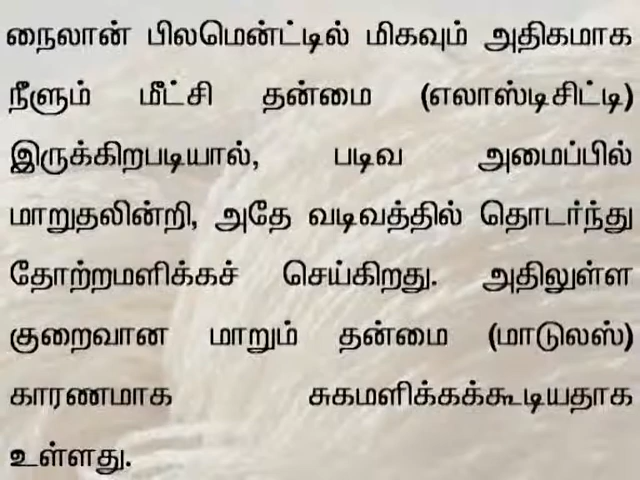 நைலான் பிலமென்ட்டில் மிகவும் அதிகமாக
நீளும் மீட்சி தன்மை (எலாஸ்டிசிட்டி)
இருக்கிறபடியால், படிவ அமைப்பில்
மாறுதலின்றி, அதே வடிவத்தில் தொடர்ந்து
தோற்றமளிக்கச் செய்கிறது. அதிலுள்ள
குறைவான மாறும் தன்மை (மாடுலஸ்)
காரணமாக சுகமளிக்கக்கூடியதாக
உள்ளது.